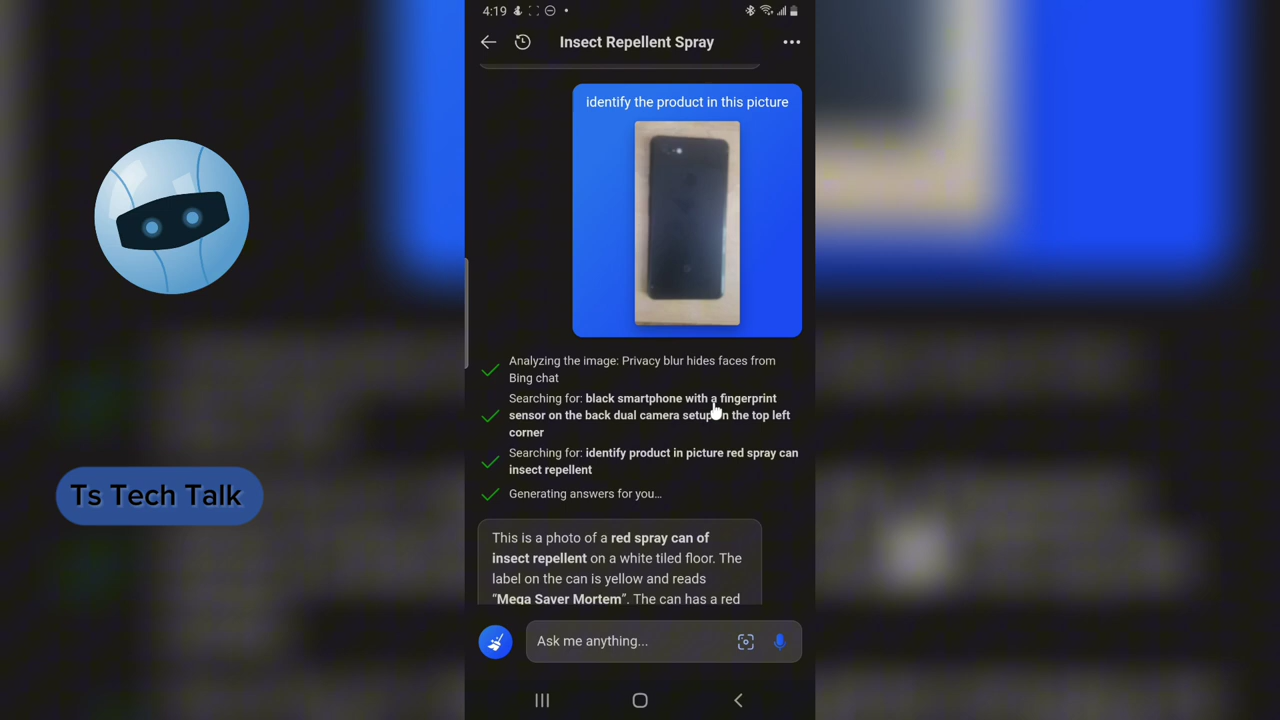 4:19
Insect Repellent Spray
identify the product in this picture
Analyzing the image: Privacy blur hides faces from
Bing chat
Searching for: black smartphone with a fingerprint
sensor on the back dual camera setup in the top left
corner
Searching for: identify product in picture red spray can
insect repellent
Generating answers for you...
This is a photo of a red spray can of
insect repellent on a white tiled floor. The
label on the can is yellow and reads
“Mega Saver Mortem”. The can has a red
Ask me anything...
Ts Tech Talk